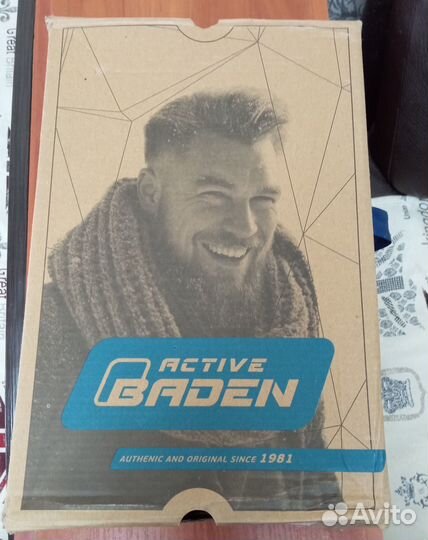 ACTIVE
BADEN
AUTHENIC AND ORIGINAL SINCE 1981
Avito